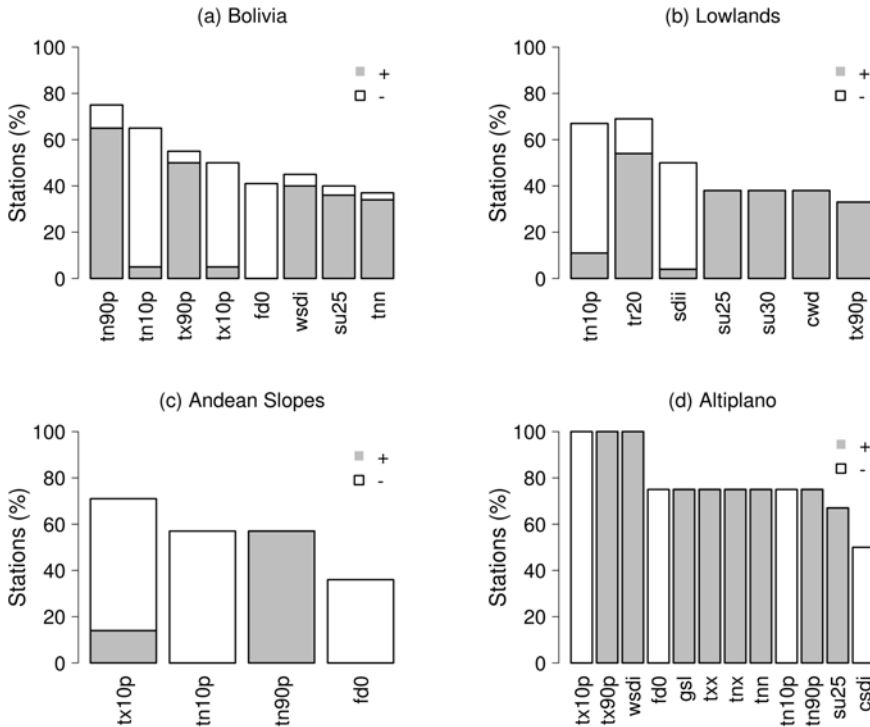 (a) Bolivia
Stations (%)
100
80
60
40
20
0
+
-
tn90p
tn10p
tx90p
tx10p
fd0
wsdi
su25
tnn
(b) Lowlands
Stations (%)
100
80
60
40
20
0
+
-
tn10p
tr20
sdii
su25
su30
cwd
tx90p
(c) Andean Slopes
Stations (%)
100
80
60
40
20
0
+
-
tx10p
tn10p
tn90p
fd0
(d) Altiplano
Stations (%)
100
80
60
40
20
0
+
-
tx10p
tx90p
wsdi
fd0
gsl
txx
tnx
tnn
tn10p
tn90p
su25
csdi